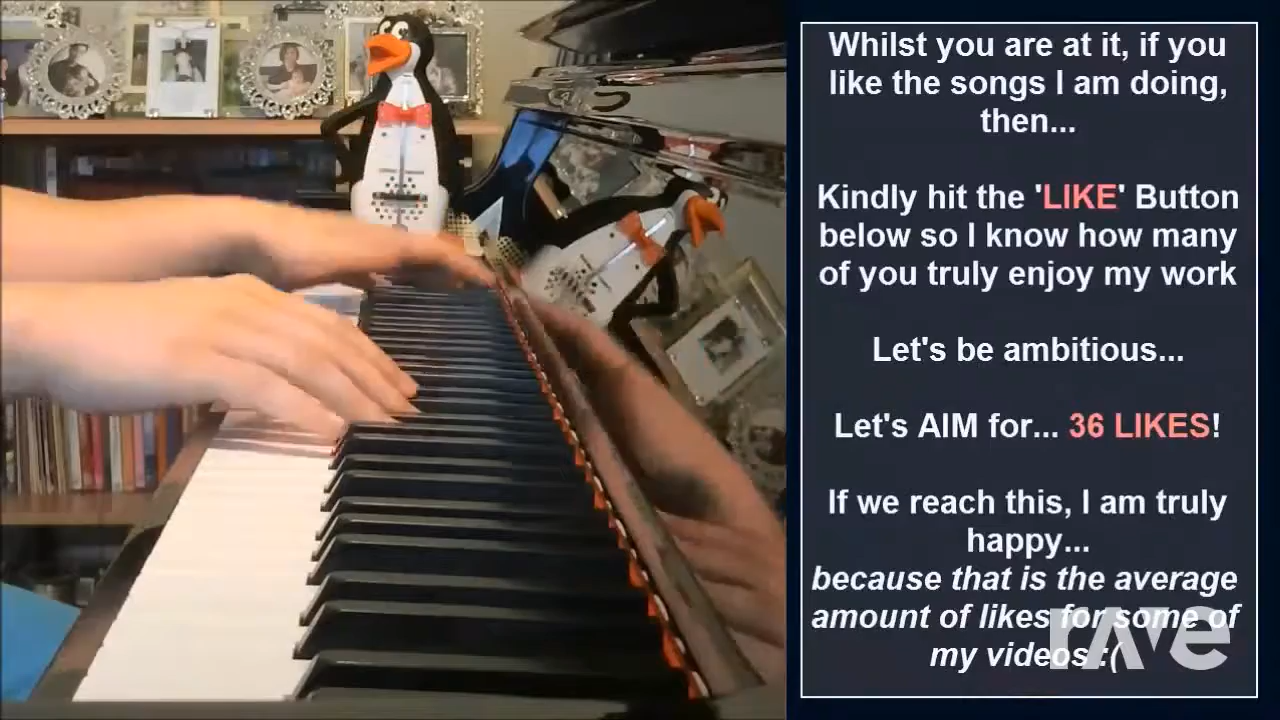 Whilst you are at it, if you
like the songs I am doing,
then...
Kindly hit the 'LIKE' Button
below so I know how many
of you truly enjoy my work
Let's be ambitious...
Let's AIM for... 36 LIKES!
If we reach this, I am truly
happy...
because that is the average
amount of likes for some of
my videos :(
rave